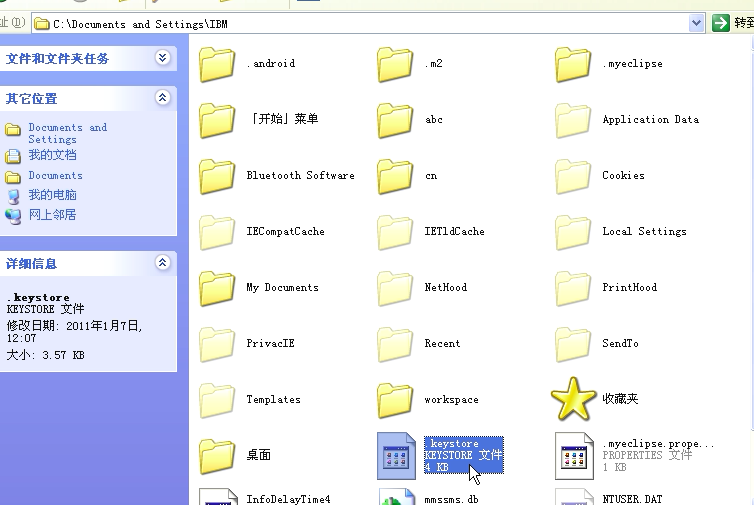 址(D)
C:\Documents and Settings\IBM
转到
文件和文件夹任务
其它位置
Documents and
Settings
我的文档
Documents
我的电脑
网上邻居
详细信息
.keystore
KEYSTORE 文件
修改日期: 2011年1月7日,
12:07
大小: 3.57 KB
.android
.m2
.myeclipse
「开始」菜单
abc
Application Data
Bluetooth Software
cn
Cookies
IECompatCache
IETldCache
Local Settings
My Documents
NetHood
PrintHood
PrivacIE
Recent
SendTo
Templates
workspace
收藏夹
桌面
.keystore
KEYSTORE 文件
4 KB
.myeclipse.prope...
PROPERTIES 文件
1 KB
InfoDelayTime4
mmssms.db
NTUSER.DAT